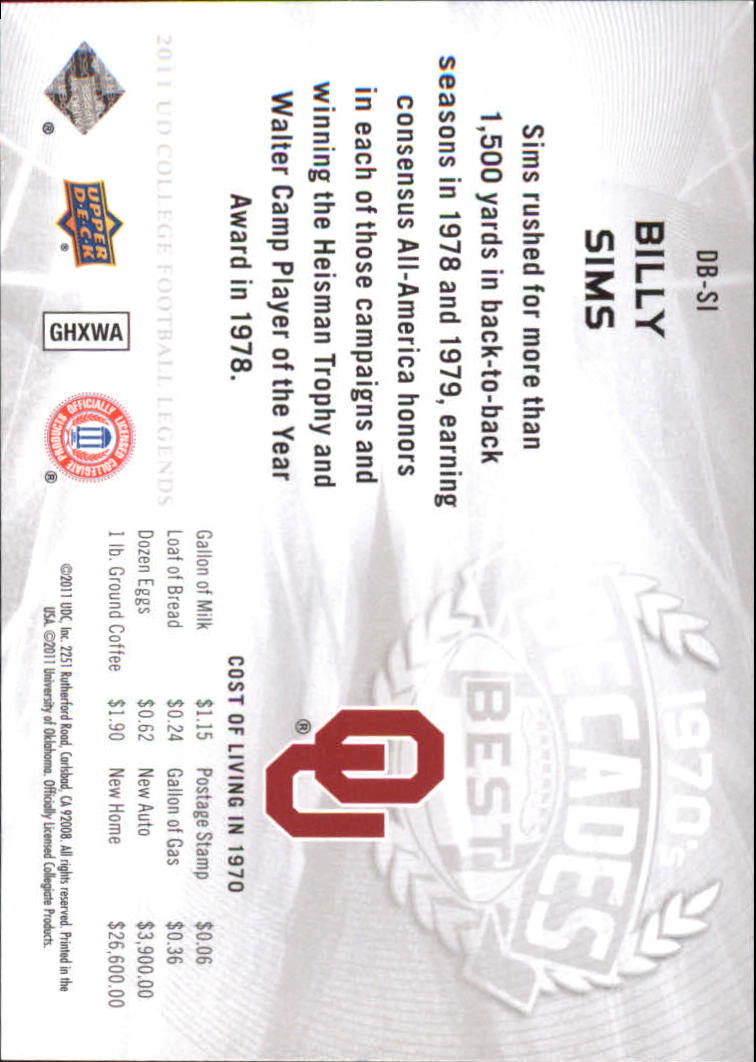 DB-SI
BILLY
SIMS
Sims rushed for more than
1,500 yards in back-to-back
seasons in 1978 and 1979, earning
consensus All-America honors
in each of those campaigns and
winning the Heisman Trophy and
Walter Camp Player of the Year
Award in 1978.
1970's
DECADES
BEST
OU®
COST OF LIVING IN 1970
Gallon of Milk $1.15 Postage Stamp $0.06
Loaf of Bread $0.24 Gallon of Gas $0.36
Dozen Eggs $0.62 New Auto $3,900.00
1 lb. Ground Coffee $1.90 New Home $26,600.00
2011 UD COLLEGE FOOTBALL LEGENDS
®
UPPER
D·E·C·K
®
GHXWA
OFFICIALLY LICENSED COLLEGIATE PRODUCTS
®
©2011 UDC, Inc. 2251 Rutherford Road, Carlsbad, CA 92008. All rights reserved. Printed in the
USA. ©2011 University of Oklahoma. Officially Licensed Collegiate Products.